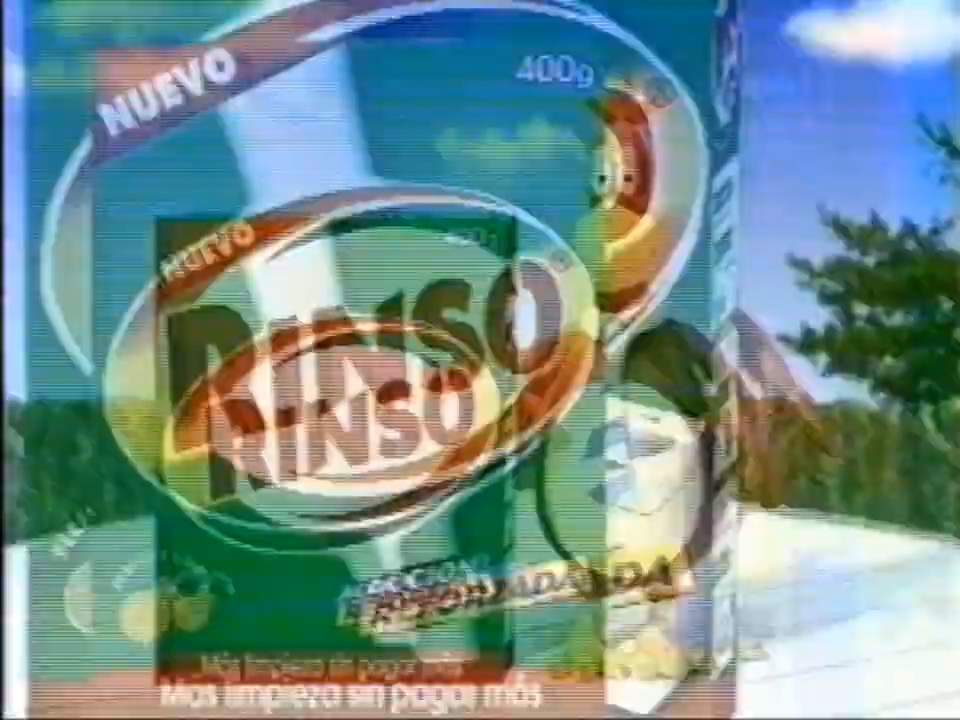 NUEVO
400g
NUEVO
RINSO
RINSO
Más limpieza sin pagar más
Más limpieza sin pagar más